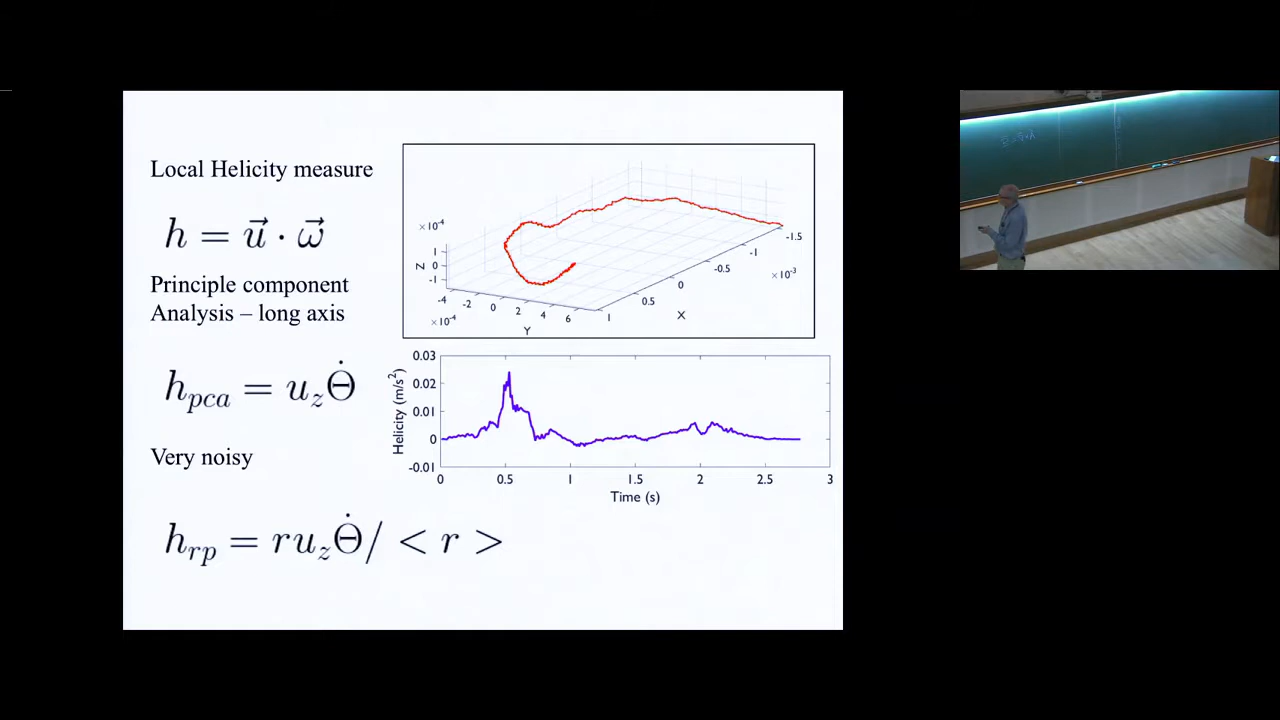 Local Helicity measure
h = u⃗ · ω⃗
Principle component
Analysis – long axis
h_pca = u_z Θ̇
Very noisy
h_rp = r u_z Θ̇ / < r >
×10⁻⁴
Z
1
0
-1
-4 -2 0 2 4 6
×10⁻⁴
Y
1 0.5 0 -0.5 -1 -1.5
×10⁻³
X
Helicity (m/s²)
0.03
0.02
0.01
0
-0.01
0 0.5 1 1.5 2 2.5 3
Time (s)